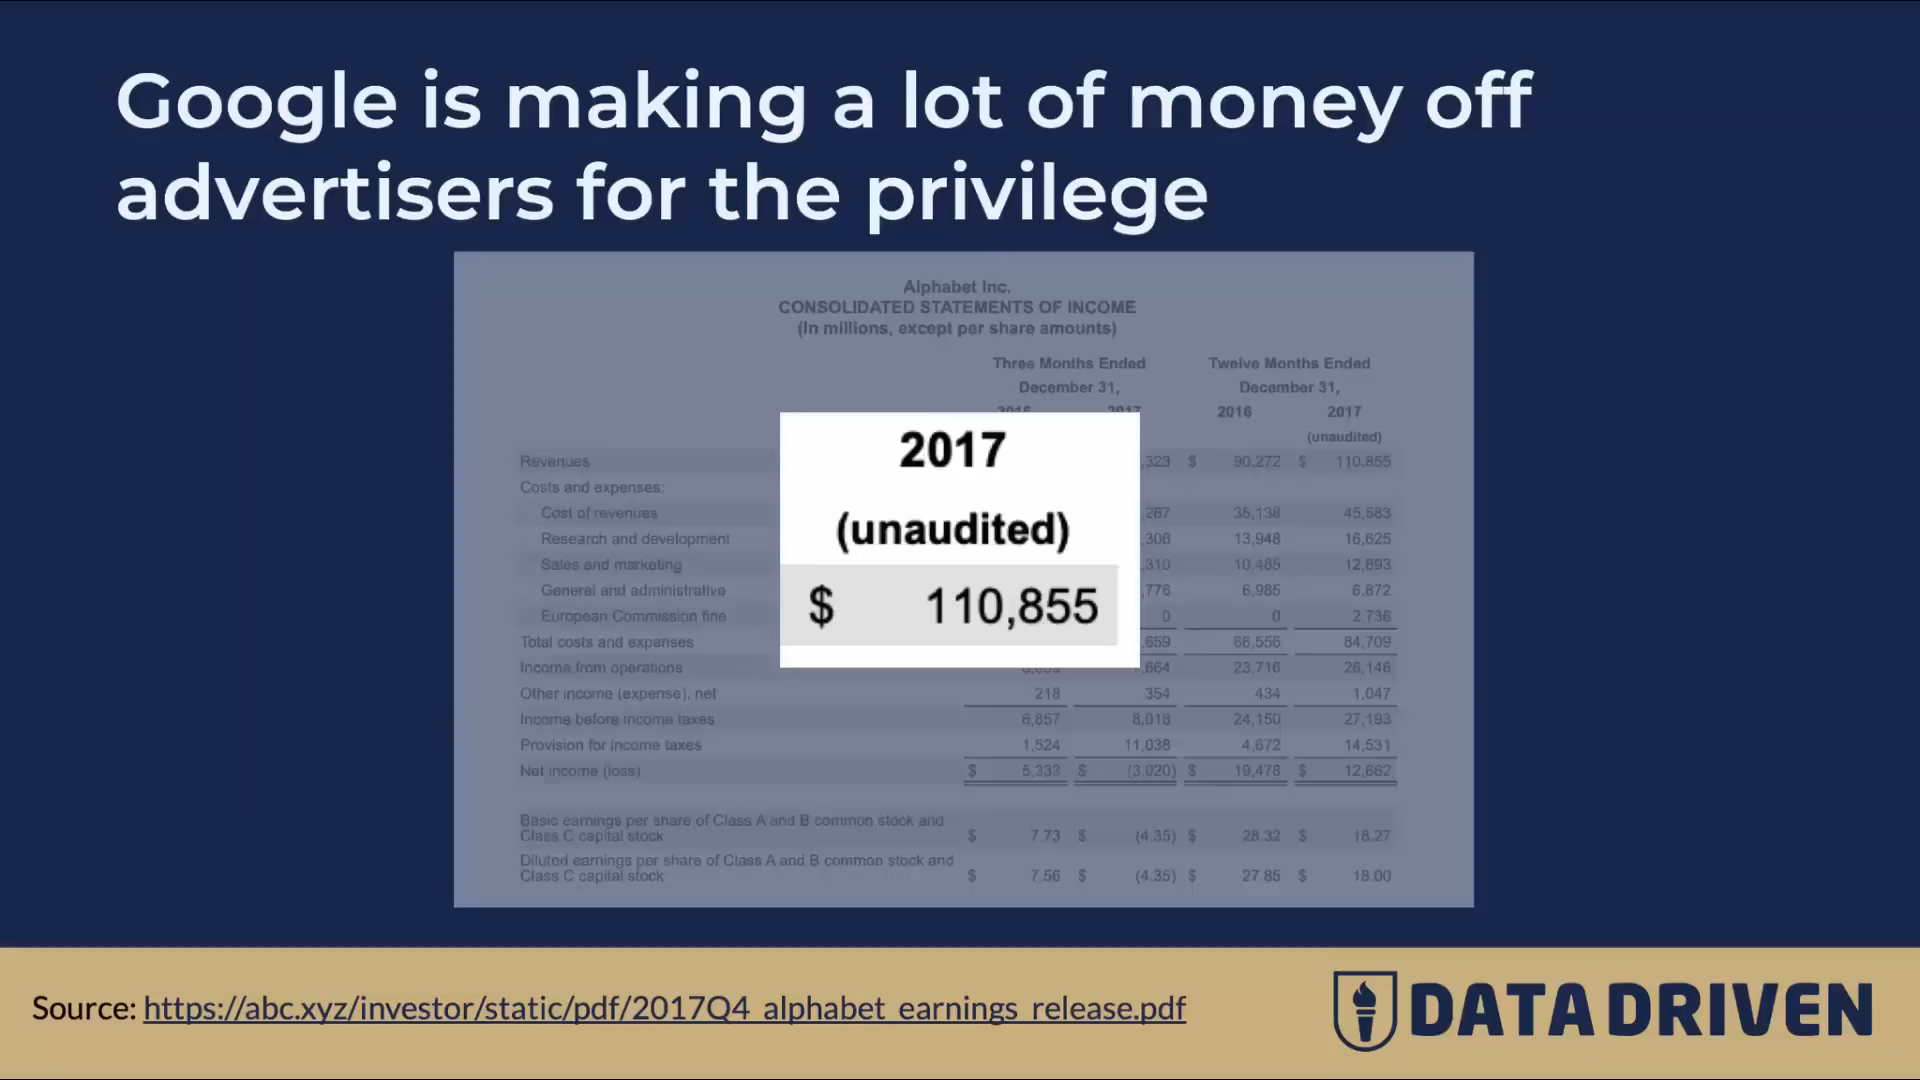 Google is making a lot of money off
advertisers for the privilege
Alphabet Inc.
CONSOLIDATED STATEMENTS OF INCOME
(In millions, except per share amounts)
Three Months Ended Twelve Months Ended
December 31, December 31,
2016 2017 2016 2017
(unaudited)
2017
(unaudited)
$ 110,855
Revenues ,323 $ 90,272 $ 110,855
Costs and expenses:
Cost of revenues ,267 35,138 45,583
Research and development ,306 13,948 16,625
Sales and marketing ,310 10,485 12,893
General and administrative ,776 6,985 6,872
European Commission fine 0 0 2,736
Total costs and expenses ,659 66,556 84,709
Income from operations ,664 23,716 26,146
Other income (expense), net 218 354 434 1,047
Income before income taxes 6,857 8,018 24,150 27,193
Provision for income taxes 1,524 11,038 4,672 14,531
Net income (loss) $ 5,333 $ (3,020) $ 19,478 $ 12,662
Basic earnings per share of Class A and B common stock and
Class C capital stock $ 7.73 $ (4.35) $ 28.32 $ 18.27
Diluted earnings per share of Class A and B common stock and
Class C capital stock $ 7.56 $ (4.35) $ 27.85 $ 18.00
Source: https://abc.xyz/investor/static/pdf/2017Q4_alphabet_earnings_release.pdf
DATA DRIVEN